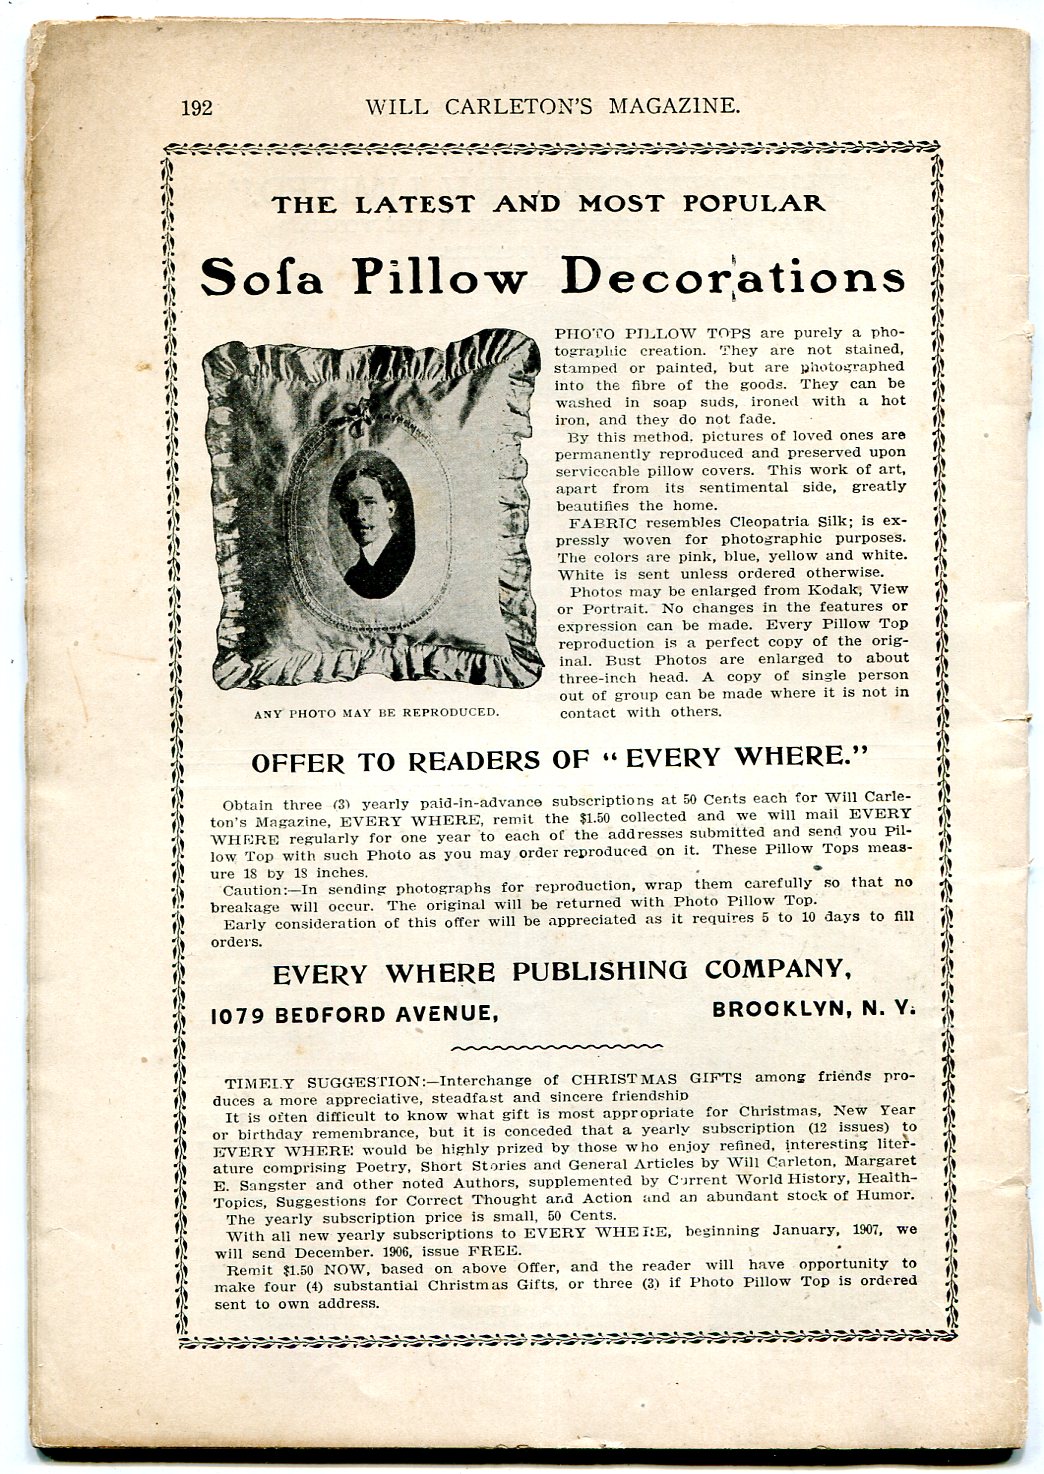 192 WILL CARLETON'S MAGAZINE.
THE LATEST AND MOST POPULAR
Sofa Pillow Decorations
PHOTO PILLOW TOPS are purely a pho-
tographic creation. They are not stained,
stamped or painted, but are photographed
into the fibre of the goods. They can be
washed in soap suds, ironed with a hot
iron, and they do not fade.
By this method. pictures of loved ones are
permanently reproduced and preserved upon
serviceable pillow covers. This work of art,
apart from its sentimental side, greatly
beautifies the home.
FABRIC resembles Cleopatria Silk; is ex-
pressly woven for photographic purposes.
The colors are pink, blue, yellow and white.
White is sent unless ordered otherwise.
Photos may be enlarged from Kodak, View
or Portrait. No changes in the features or
expression can be made. Every Pillow Top
reproduction is a perfect copy of the orig-
inal. Bust Photos are enlarged to about
three-inch head. A copy of single person
out of group can be made where it is not in
contact with others.
ANY PHOTO MAY BE REPRODUCED.
OFFER TO READERS OF "EVERY WHERE."
Obtain three (3) yearly paid-in-advance subscriptions at 50 Cents each for Will Carle-
ton's Magazine, EVERY WHERE, remit the $1.50 collected and we will mail EVERY
WHERE regularly for one year to each of the addresses submitted and send you Pil-
low Top with such Photo as you may order reproduced on it. These Pillow Tops meas-
ure 18 by 18 inches.
Caution:—In sending photographs for reproduction, wrap them carefully so that no
breakage will occur. The original will be returned with Photo Pillow Top.
Early consideration of this offer will be appreciated as it requires 5 to 10 days to fill
orders.
EVERY WHERE PUBLISHING COMPANY,
1079 BEDFORD AVENUE, BROOKLYN, N. Y.
TIMELY SUGGESTION:—Interchange of CHRISTMAS GIFTS among friends pro-
duces a more appreciative, steadfast and sincere friendship
It is often difficult to know what gift is most appropriate for Christmas, New Year
or birthday remembrance, but it is conceded that a yearly subscription (12 issues) to
EVERY WHERE would be highly prized by those who enjoy refined, interesting liter-
ature comprising Poetry, Short Stories and General Articles by Will Carleton, Margaret
E. Sangster and other noted Authors, supplemented by Current World History, Health-
Topics, Suggestions for Correct Thought and Action and an abundant stock of Humor.
The yearly subscription price is small, 50 Cents.
With all new yearly subscriptions to EVERY WHERE, beginning January, 1907, we
will send December. 1906, issue FREE.
Remit $1.50 NOW, based on above Offer, and the reader will have opportunity to
make four (4) substantial Christmas Gifts, or three (3) if Photo Pillow Top is ordered
sent to own address.